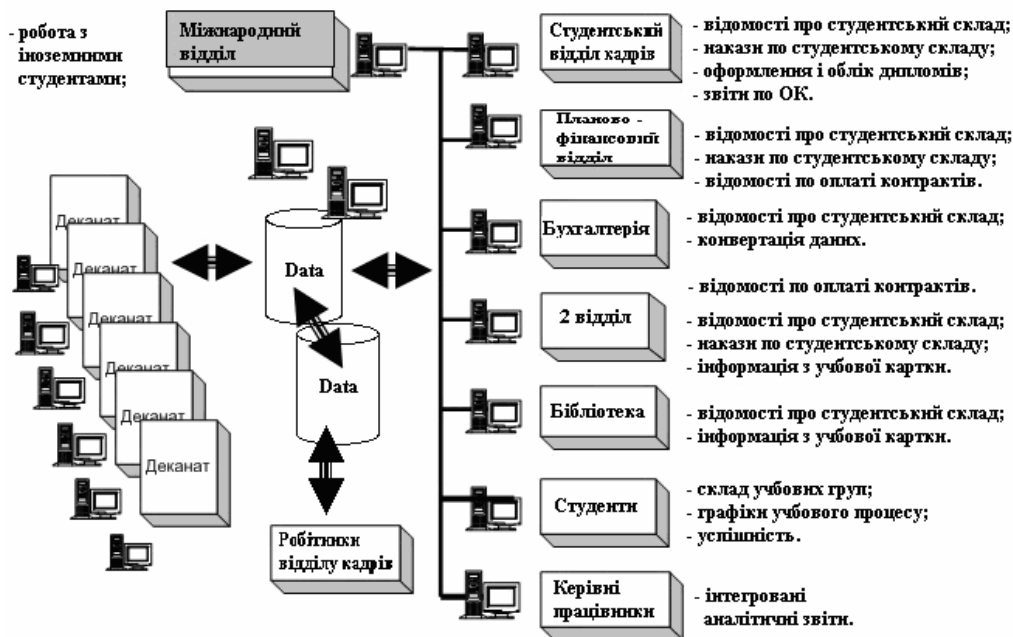 - робота з
іноземними
студентами;
Міжнародний
відділ
Студентський
відділ кадрів
- відомості про студентський склад;
- накази по студентському складу;
- оформлення і облік дипломів;
- звіти по ОК.
Планово -
фінансовий
відділ
- відомості про студентський склад;
- накази по студентському складу;
- відомості по оплаті контрактів.
Бухгалтерія
- відомості про студентський склад;
- конвертація даних.
- відомості по оплаті контрактів.
2 відділ
- відомості про студентський склад;
- накази по студентському складу;
- інформація з учбової картки.
Бібліотека
- відомості про студентський склад;
- інформація з учбової картки.
Студенти
- склад учбових груп;
- графіки учбового процесу;
- успішність.
Керівні
працівники
- інтегровані
аналітичні звіти.
Деканат
Деканат
Деканат
Деканат
Деканат
Деканат
Data
Data
Робітники
відділу кадрів